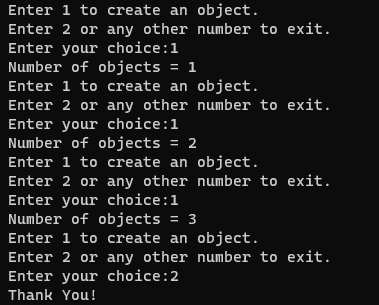 Enter 1 to create an object.
Enter 2 or any other number to exit.
Enter your choice:1
Number of objects = 1
Enter 1 to create an object.
Enter 2 or any other number to exit.
Enter your choice:1
Number of objects = 2
Enter 1 to create an object.
Enter 2 or any other number to exit.
Enter your choice:1
Number of objects = 3
Enter 1 to create an object.
Enter 2 or any other number to exit.
Enter your choice:2
Thank You!